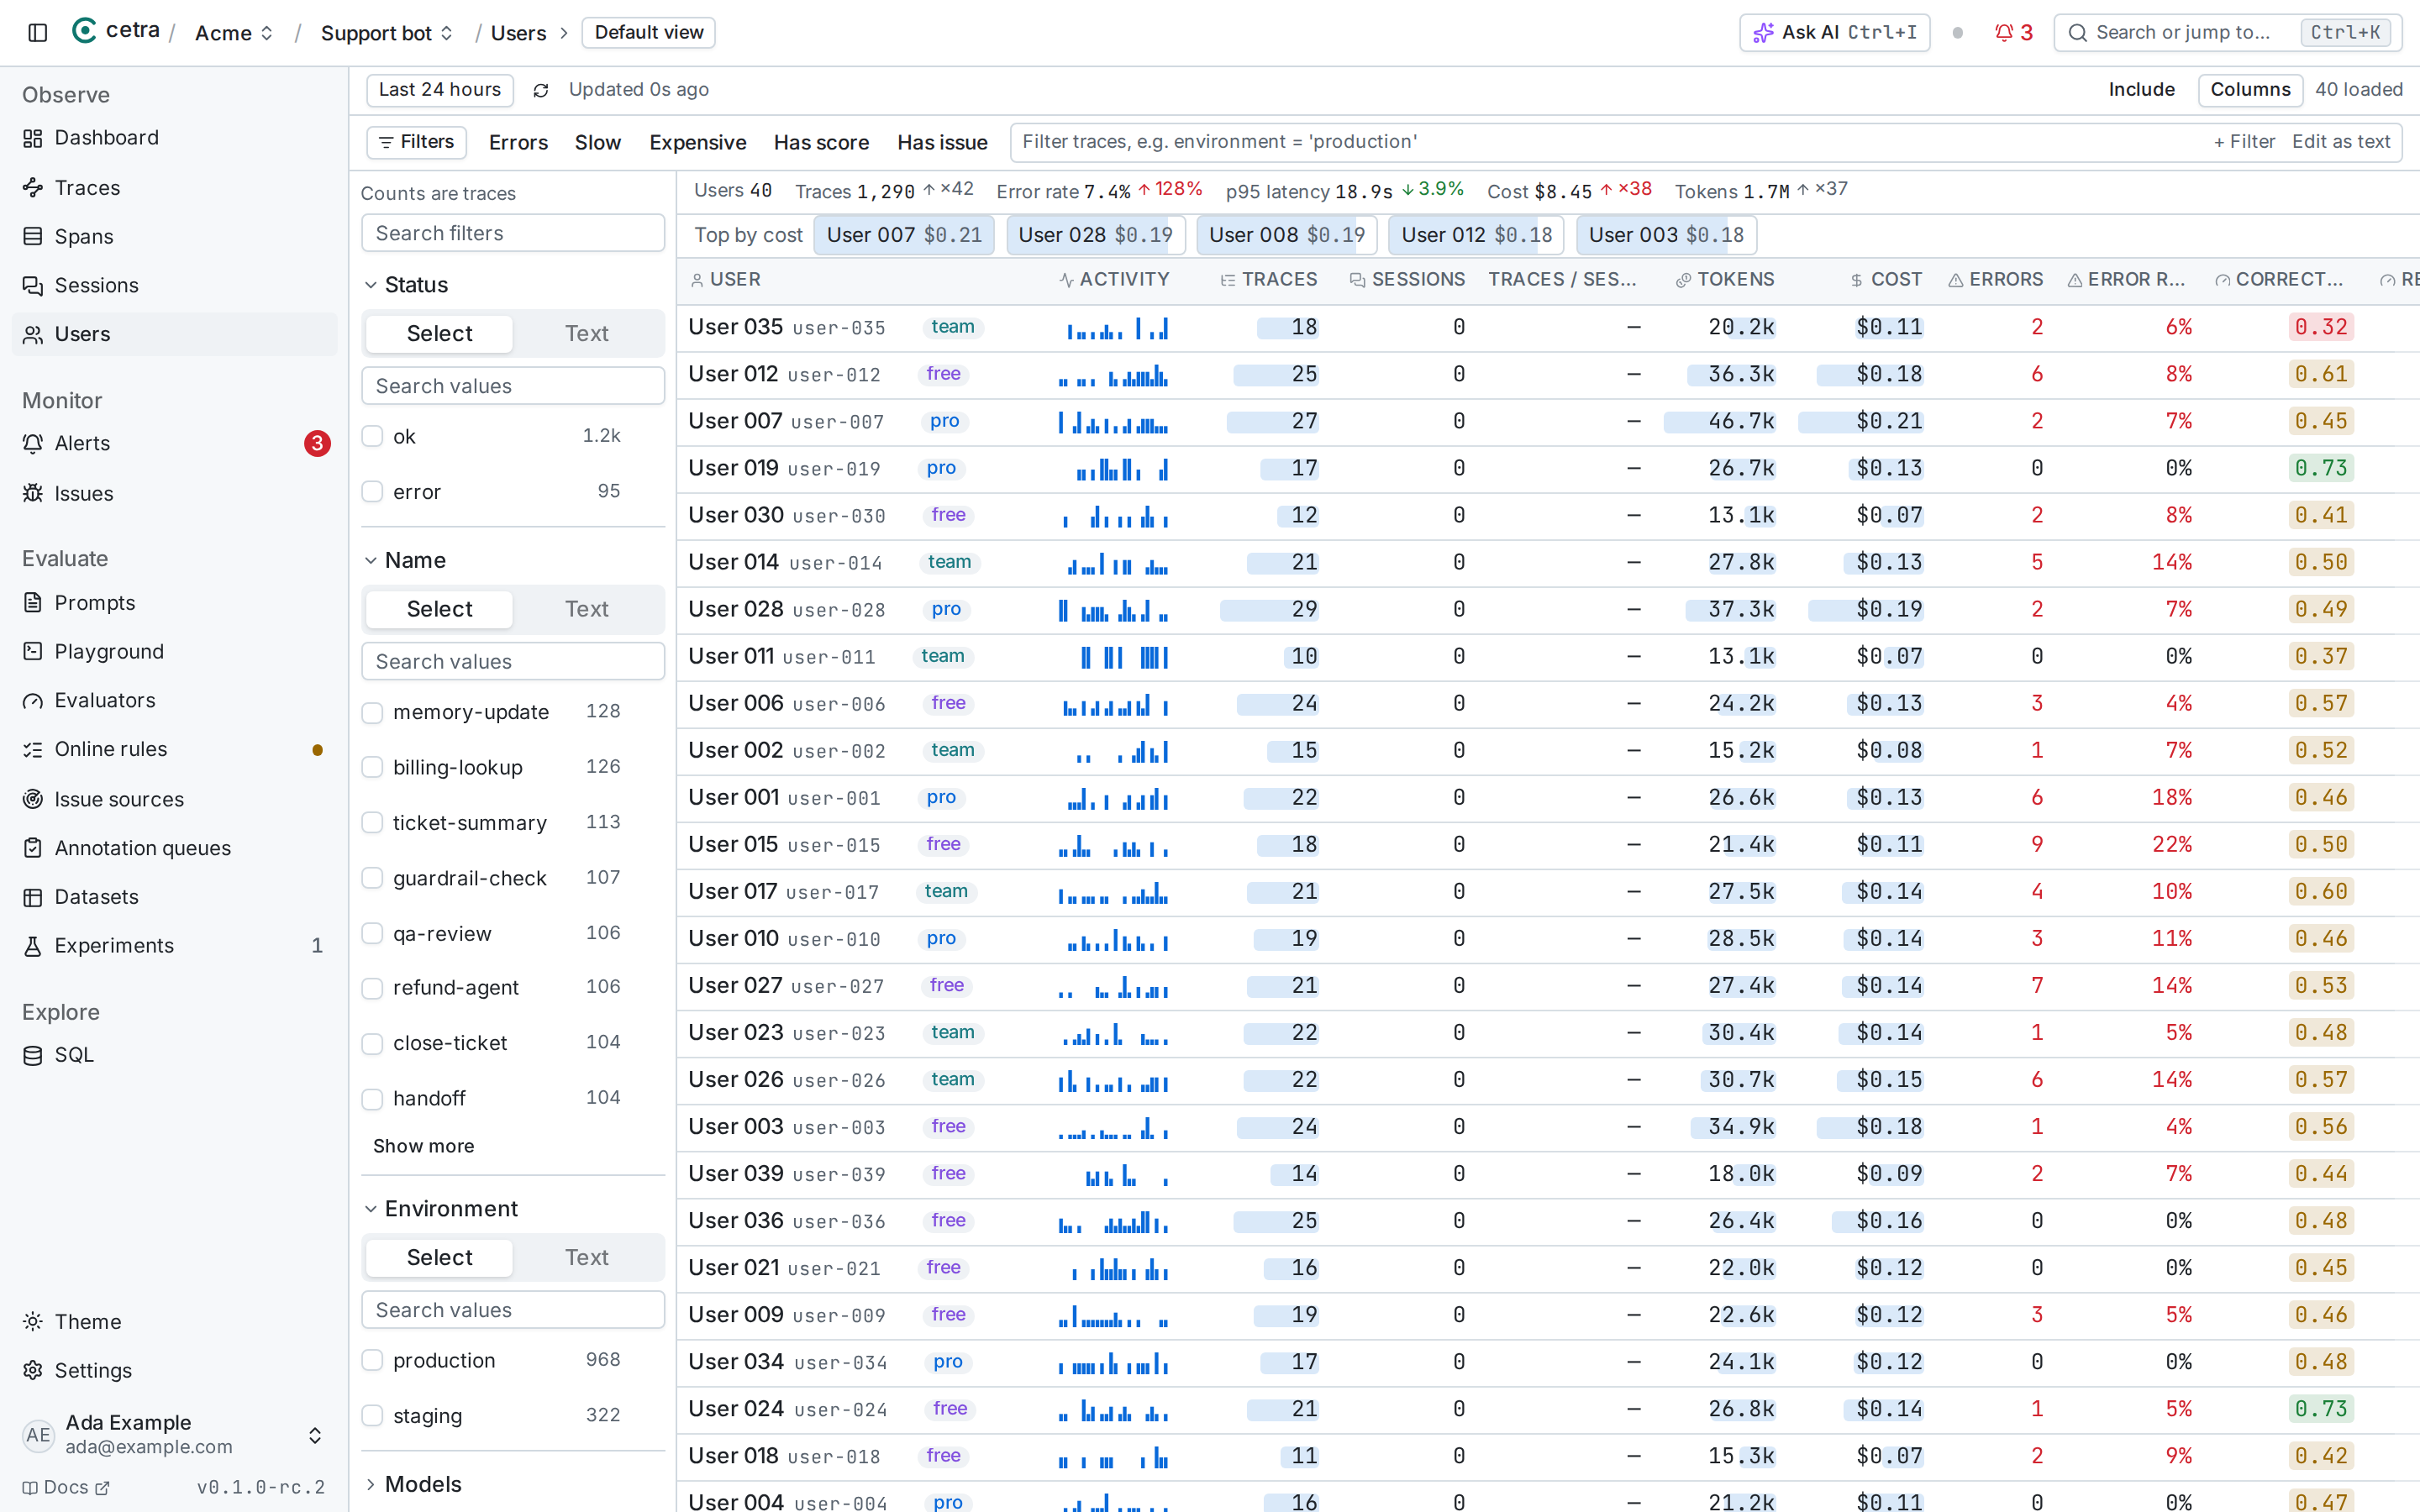 cetra / Acme / Support bot / Users > Default view
Ask AI Ctrl+I 3 Search or jump to... Ctrl+K
Observe
Dashboard
Traces
Spans
Sessions
Users
Monitor
Alerts 3
Issues
Evaluate
Prompts
Playground
Evaluators
Online rules
Issue sources
Annotation queues
Datasets
Experiments 1
Explore
SQL
Theme
Settings
AE Ada Example
ada@example.com
Docs v0.1.0-rc.2
Last 24 hours Updated 0s ago Include Columns 40 loaded
Filters Errors Slow Expensive Has score Has issue Filter traces, e.g. environment = 'production' + Filter Edit as text
Counts are traces
Search filters
Status
Select Text
Search values
ok 1.2k
error 95
Name
Select Text
Search values
memory-update 128
billing-lookup 126
ticket-summary 113
guardrail-check 107
qa-review 106
refund-agent 106
close-ticket 104
handoff 104
Show more
Environment
Select Text
Search values
production 968
staging 322
Models
Users 40 Traces 1,290 ↑ ×42 Error rate 7.4% ↑ 128% p95 latency 18.9s ↓ 3.9% Cost $8.45 ↑ ×38 Tokens 1.7M ↑ ×37
Top by cost User 007 $0.21 User 028 $0.19 User 008 $0.19 User 012 $0.18 User 003 $0.18
USER ACTIVITY TRACES SESSIONS TRACES / SES... TOKENS $ COST ERRORS ERROR R... CORRECT... RE
User 035 user-035 team 18 0 — 20.2k $0.11 2 6% 0.32
User 012 user-012 free 25 0 — 36.3k $0.18 6 8% 0.61
User 007 user-007 pro 27 0 — 46.7k $0.21 2 7% 0.45
User 019 user-019 pro 17 0 — 26.7k $0.13 0 0% 0.73
User 030 user-030 free 12 0 — 13.1k $0.07 2 8% 0.41
User 014 user-014 team 21 0 — 27.8k $0.13 5 14% 0.50
User 028 user-028 pro 29 0 — 37.3k $0.19 2 7% 0.49
User 011 user-011 team 10 0 — 13.1k $0.07 0 0% 0.37
User 006 user-006 free 24 0 — 24.2k $0.13 3 4% 0.57
User 002 user-002 team 15 0 — 15.2k $0.08 1 7% 0.52
User 001 user-001 pro 22 0 — 26.6k $0.13 6 18% 0.46
User 015 user-015 free 18 0 — 21.4k $0.11 9 22% 0.50
User 017 user-017 team 21 0 — 27.5k $0.14 4 10% 0.60
User 010 user-010 pro 19 0 — 28.5k $0.14 3 11% 0.46
User 027 user-027 free 21 0 — 27.4k $0.14 7 14% 0.53
User 023 user-023 team 22 0 — 30.4k $0.14 1 5% 0.48
User 026 user-026 team 22 0 — 30.7k $0.15 6 14% 0.57
User 003 user-003 free 24 0 — 34.9k $0.18 1 4% 0.56
User 039 user-039 free 14 0 — 18.0k $0.09 2 7% 0.44
User 036 user-036 free 25 0 — 26.4k $0.16 0 0% 0.48
User 021 user-021 free 16 0 — 22.0k $0.12 0 0% 0.45
User 009 user-009 free 19 0 — 22.6k $0.12 3 5% 0.46
User 034 user-034 pro 17 0 — 24.1k $0.12 0 0% 0.48
User 024 user-024 free 21 0 — 26.8k $0.14 1 5% 0.73
User 018 user-018 free 11 0 — 15.3k $0.07 2 9% 0.42
User 004 user-004 pro 16 0 — 21.2k $0.11 0 0% 0.47